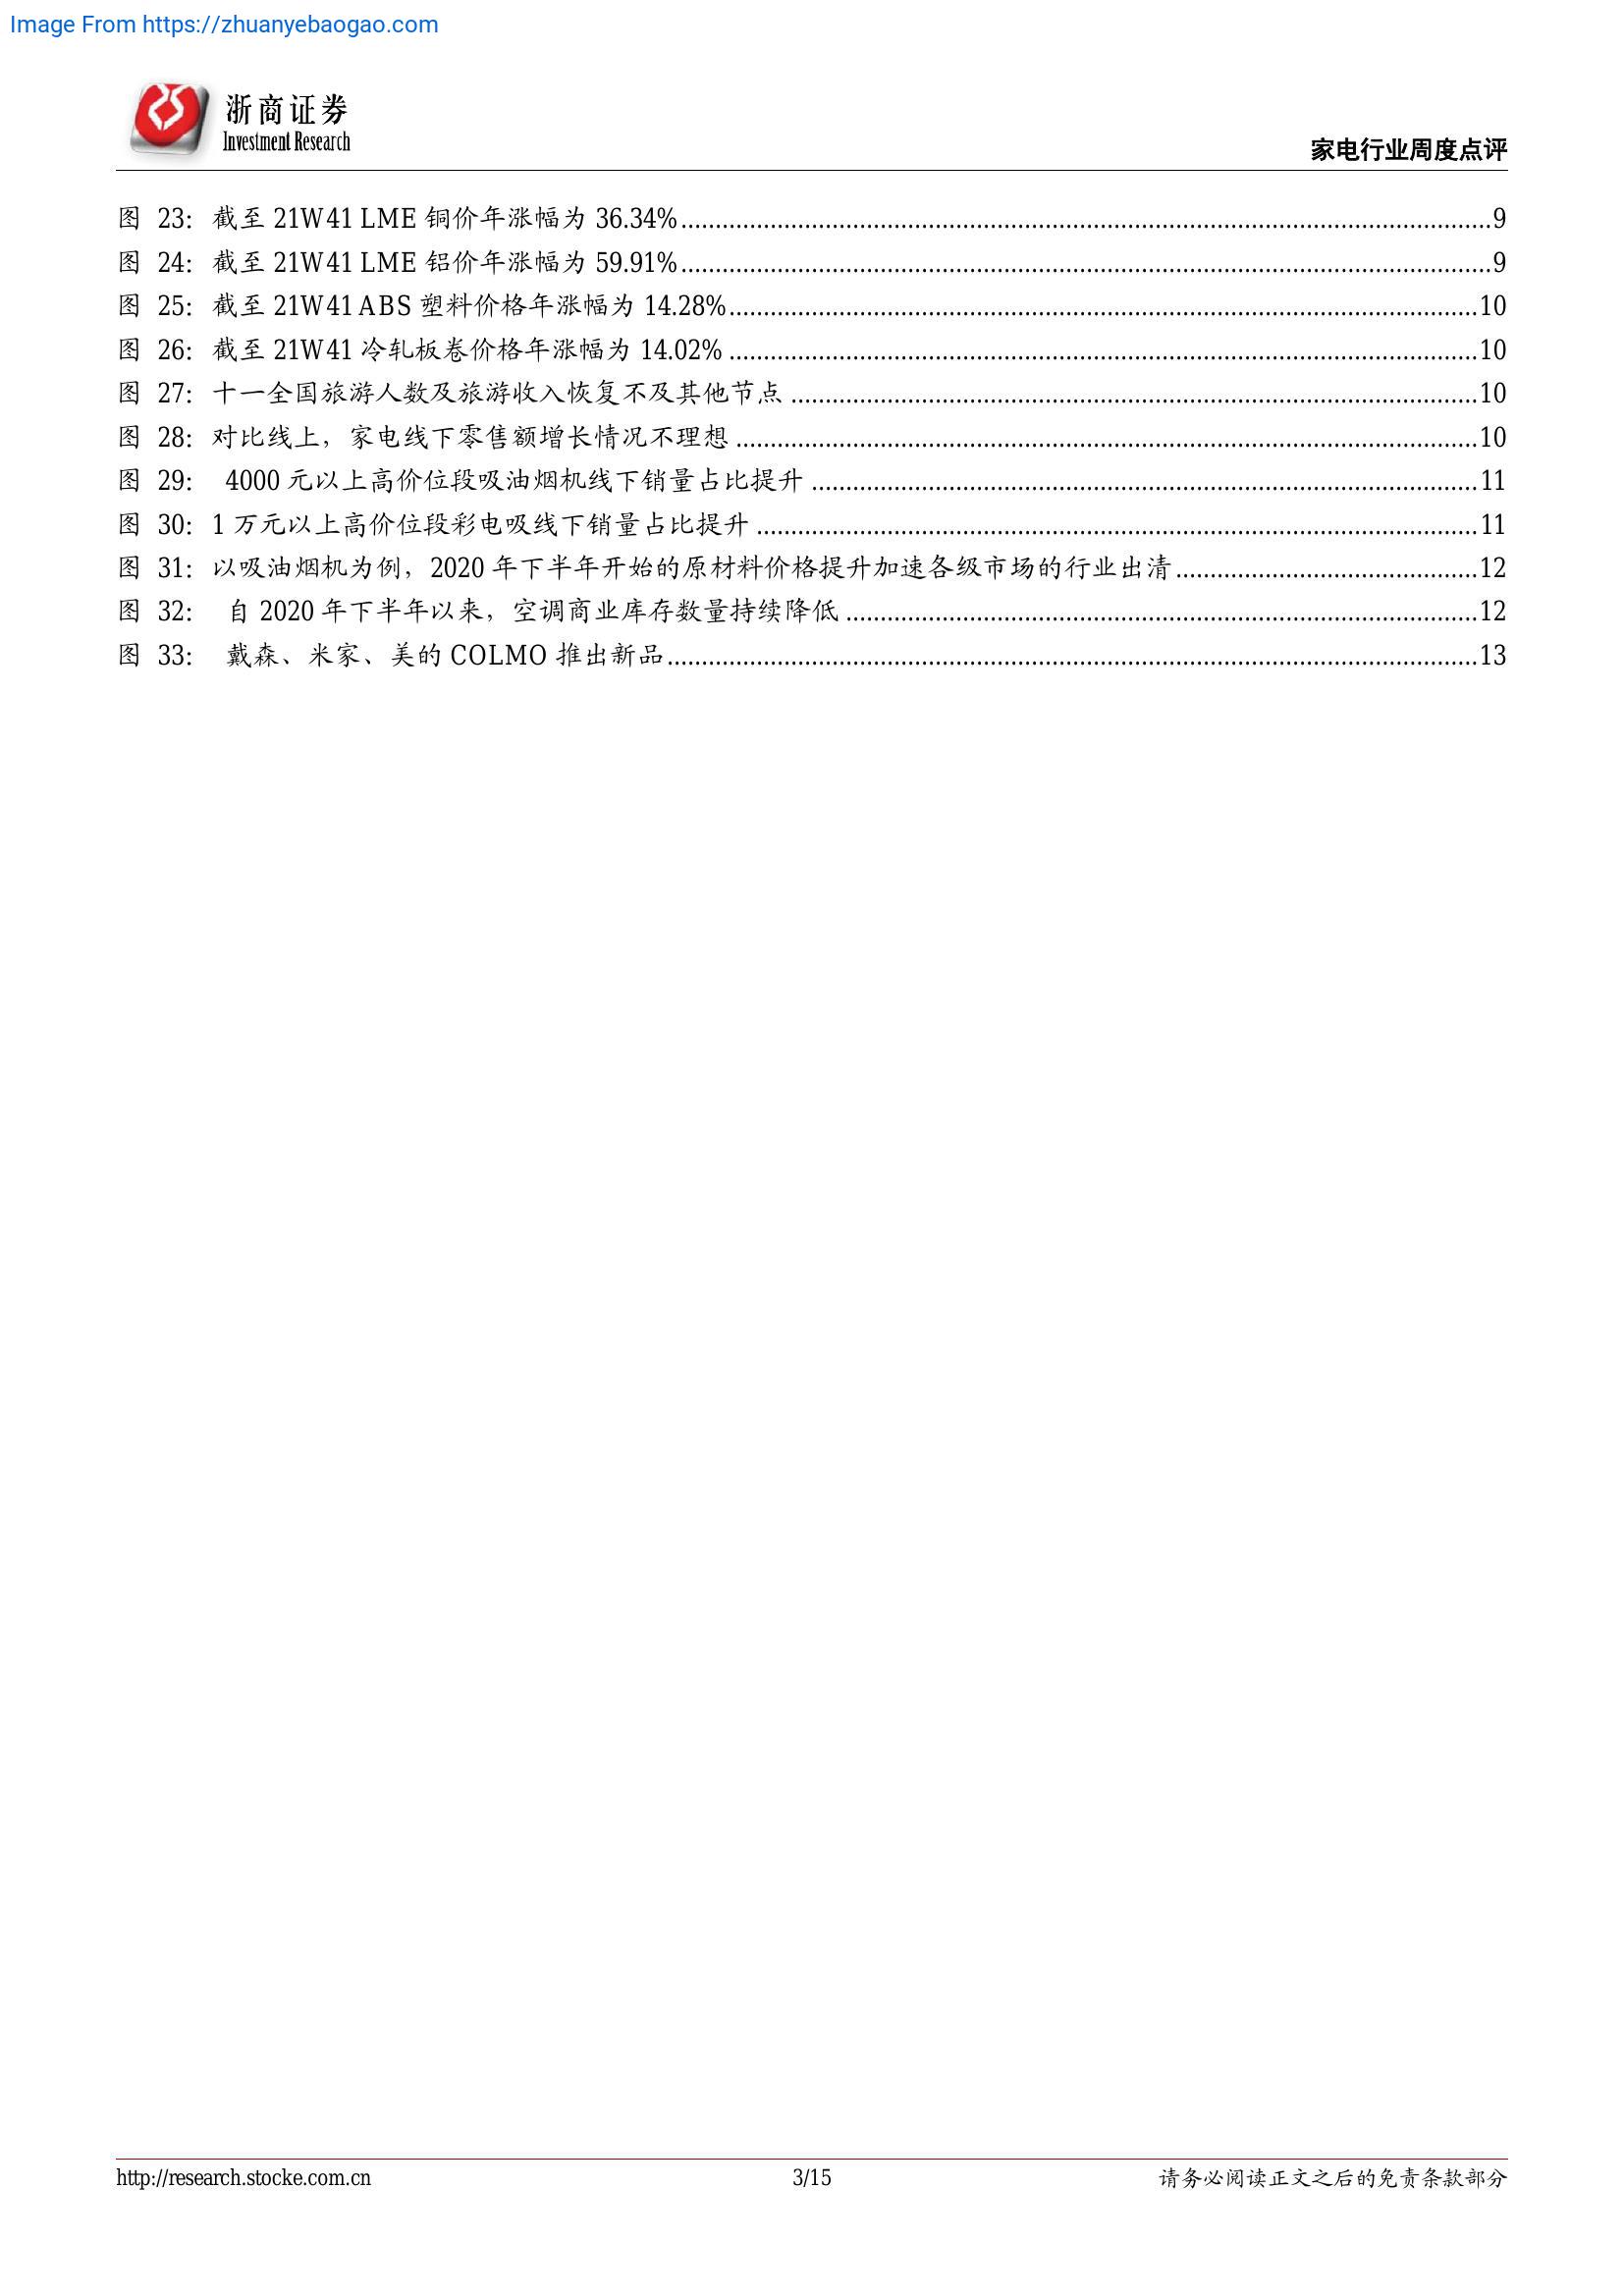 Image From https://zhuanyebaogao.com
浙商证券
Investment Research
家电行业周度点评
图 23: 截至 21W41 LME 铜价年涨幅为 36.34%........9
图 24: 截至 21W41 LME 铝价年涨幅为 59.91%........9
图 25: 截至 21W41 ABS 塑料价格年涨幅为 14.28%........10
图 26: 截至 21W41 冷轧板卷价格年涨幅为 14.02% ........10
图 27: 十一全国旅游人数及旅游收入恢复不及其他节点 ........10
图 28: 对比线上，家电线下零售额增长情况不理想 ........10
图 29: 4000 元以上高价位段吸油烟机线下销量占比提升 ........11
图 30: 1 万元以上高价位段彩电吸线下销量占比提升 ........11
图 31: 以吸油烟机为例，2020 年下半年开始的原材料价格提升加速各级市场的行业出清........12
图 32: 自 2020 年下半年以来，空调商业库存数量持续降低 ........12
图 33: 戴森、米家、美的 COLMO 推出新品........13
http://research.stocke.com.cn 3/15 请务必阅读正文之后的免责条款部分